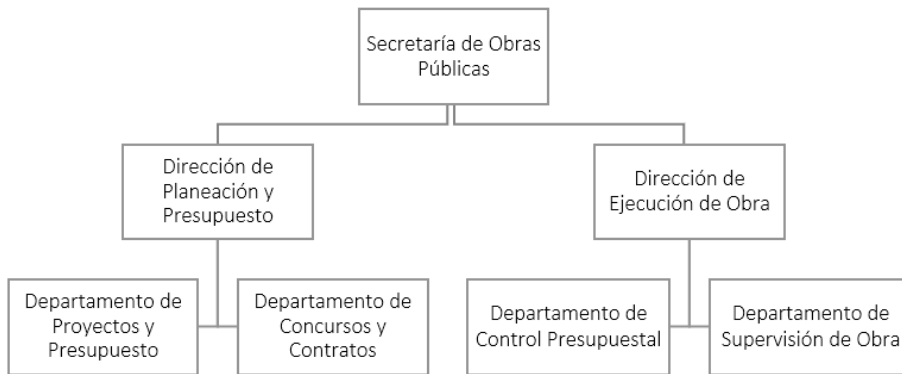 Secretaría de Obras
Públicas
Dirección de
Planeación y
Presupuesto
Dirección de
Ejecución de Obra
Departamento de
Proyectos y
Presupuesto
Departamento de
Concursos y
Contratos
Departamento de
Control Presupuestal
Departamento de
Supervisión de Obra